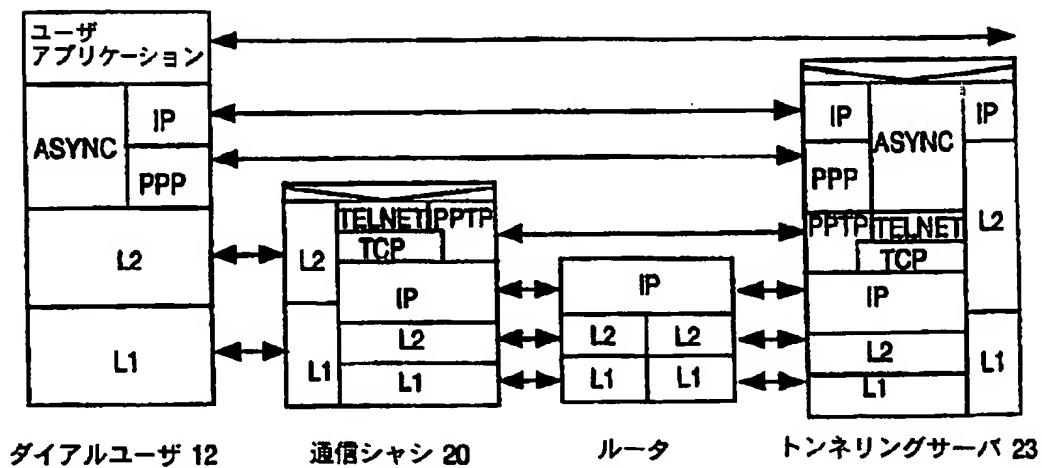 ユーザ
アプリケーション
ASYNC
IP
PPP
L2
L1
ダイアルユーザ 12
L2
L1
TELNET
PPTP
TCP
IP
L2
L1
通信シャシ 20
IP
L2
L2
L1
L1
ルータ
IP
ASYNC
IP
PPP
PPTP
TELNET
TCP
L2
IP
L2
L1
L1
トンネリングサーバ 23